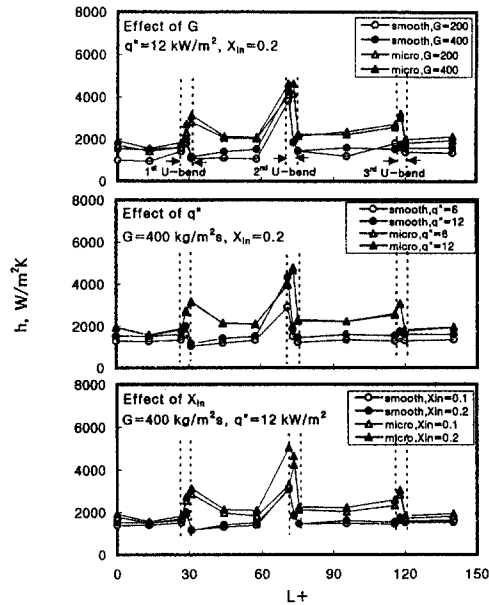 Effect of G
q"=12 kW/m², Xin=0.2
smooth,G=200
smooth,G=400
micro,G=200
micro,G=400
8000
6000
4000
2000
0
1st U-bend
2nd U-bend
3rd U-bend
Effect of q"
G=400 kg/m²s, Xin=0.2
smooth,q"=6
smooth,q"=12
micro,q"=6
micro,q"=12
8000
6000
4000
2000
0
h, W/m²K
Effect of Xin
G=400 kg/m²s, q"=12 kW/m²
smooth,Xin=0.1
smooth,Xin=0.2
micro,Xin=0.1
micro,Xin=0.2
8000
6000
4000
2000
0
0 30 60 90 120 150
L+